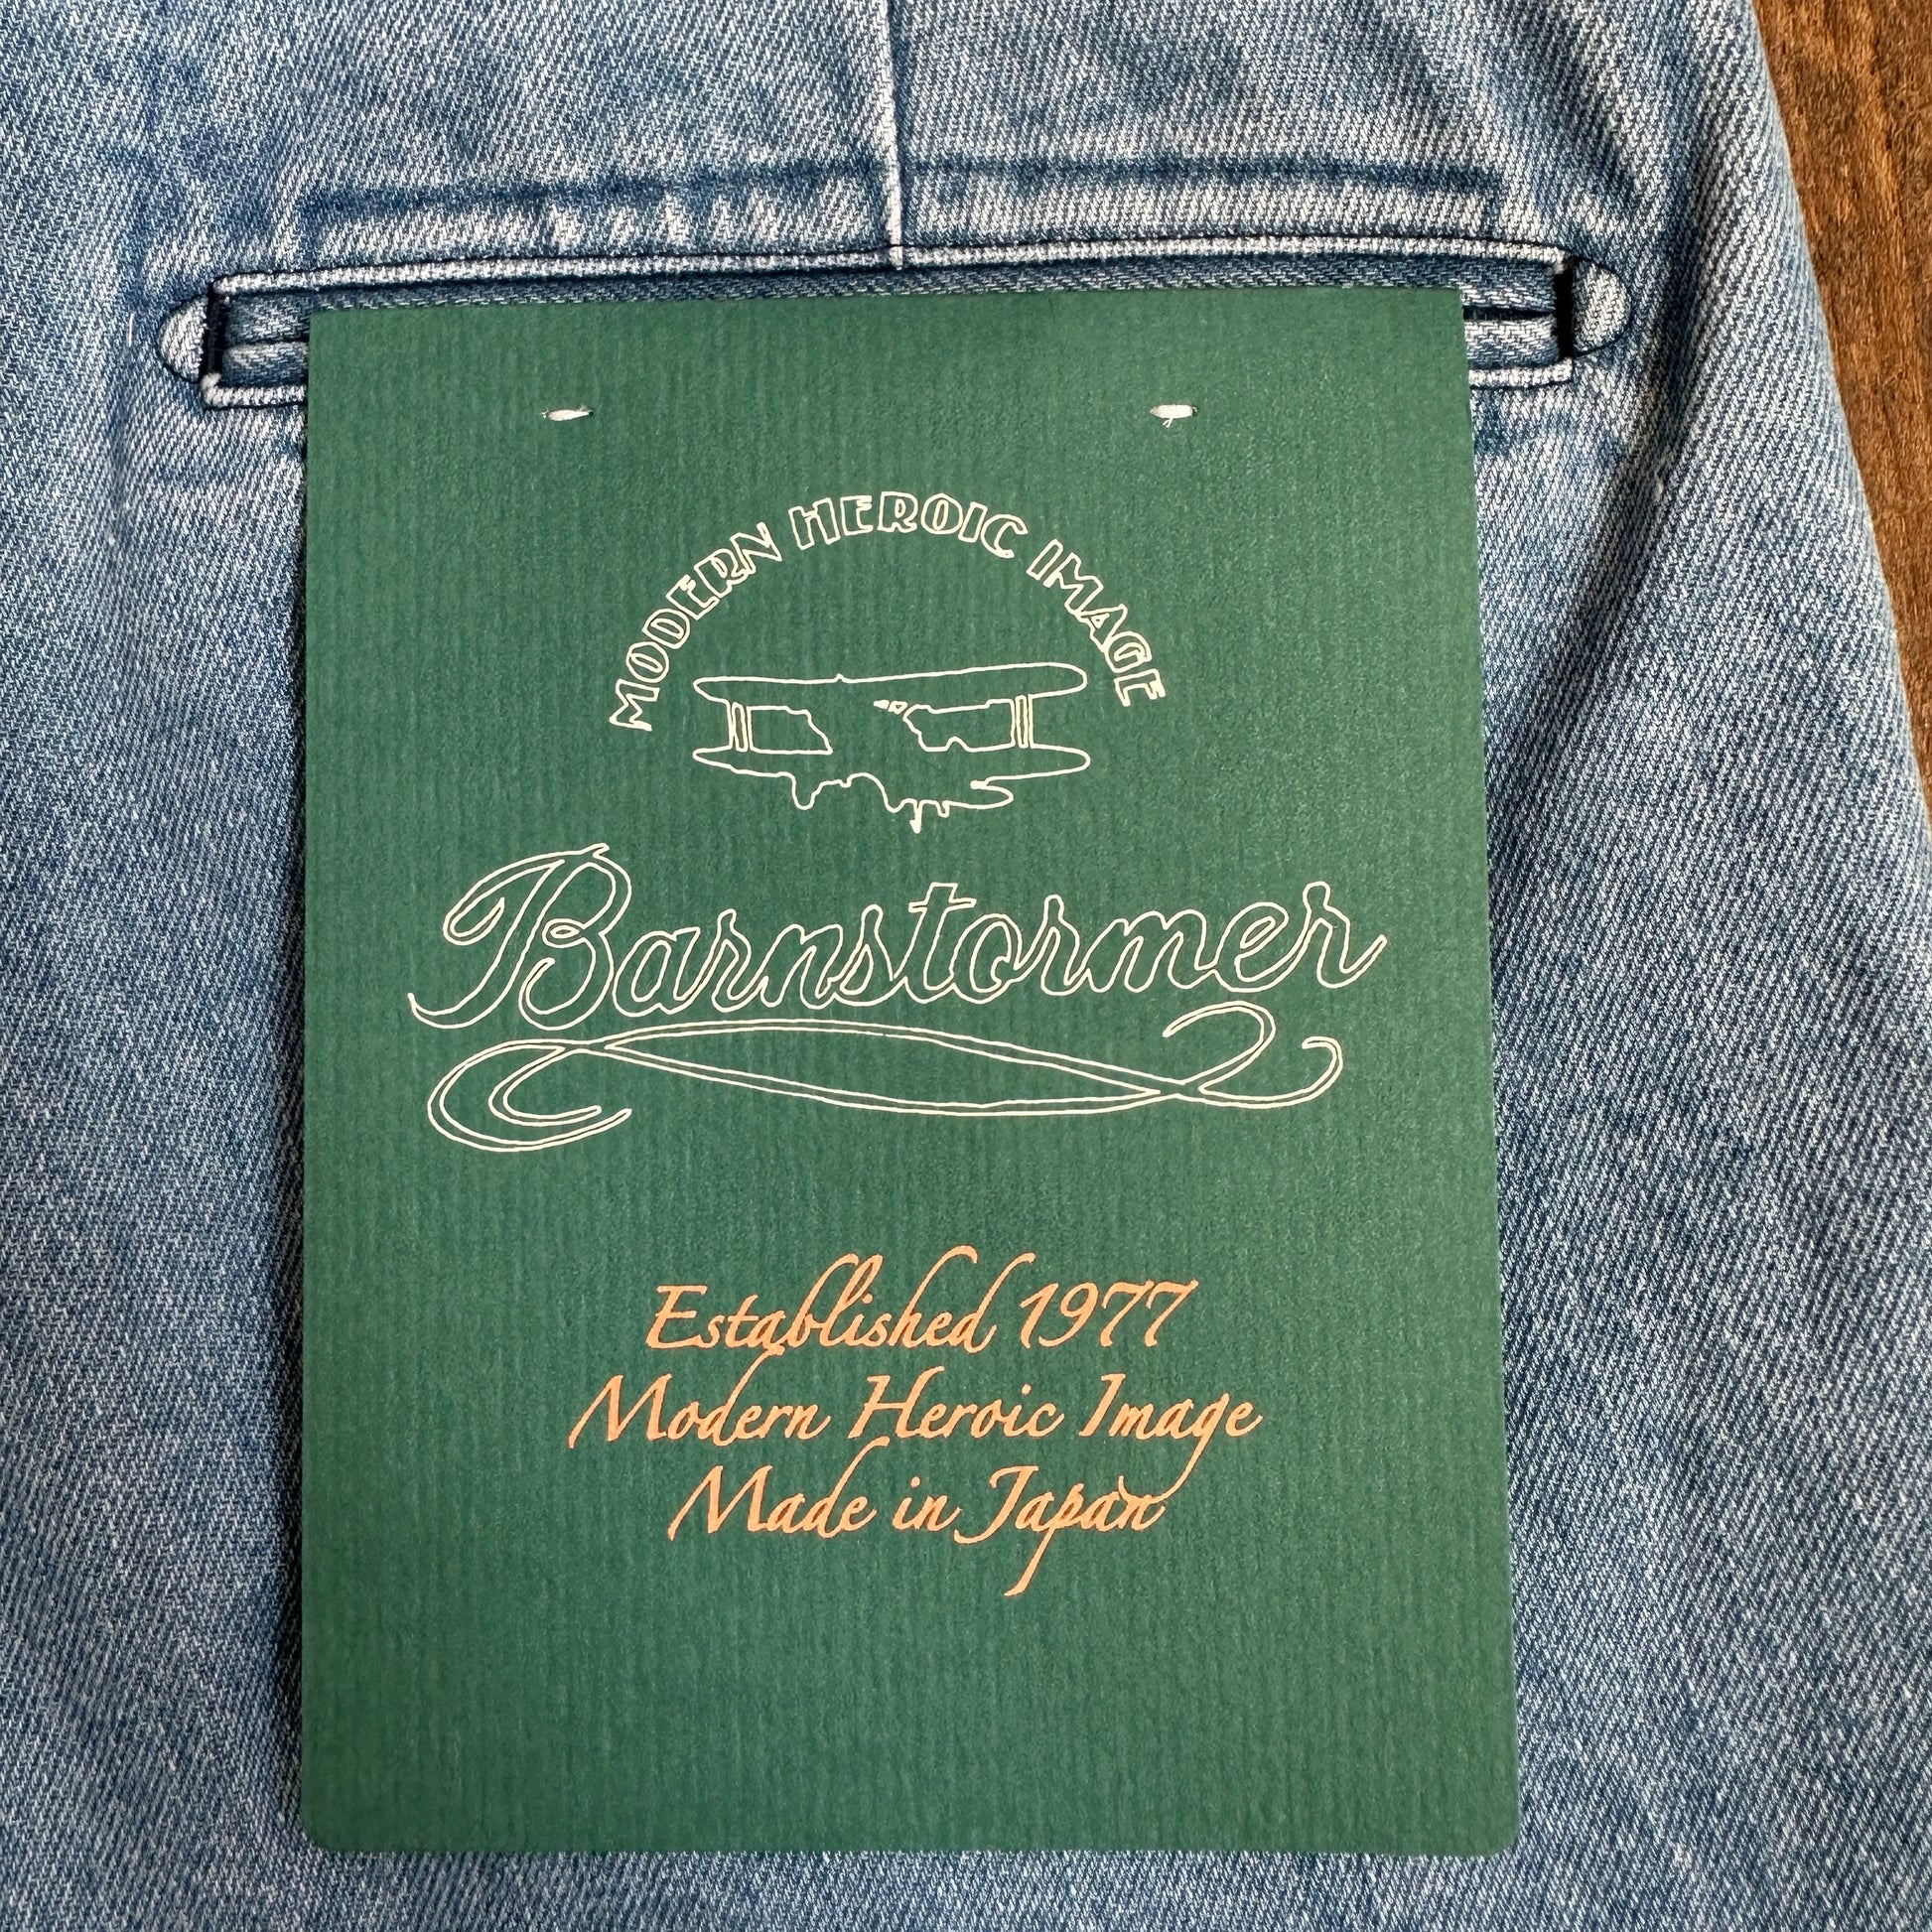 MODERN HEROIC IMAGE
Barnstormer
Established 1977
Modern Heroic Image
Made in Japan